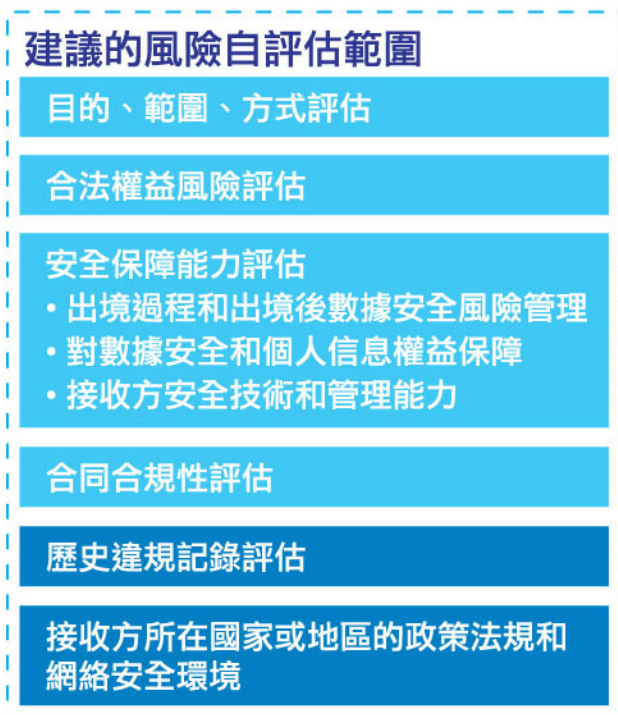 建議的風險自評估範圍
目的、範圍、方式評估
合法權益風險評估
安全保障能力評估
• 出境過程和出境後數據安全風險管理
• 對數據安全和個人信息權益保障
• 接收方安全技術和管理能力
合同合規性評估
歷史違規記錄評估
接收方所在國家或地區的政策法規和
網絡安全環境